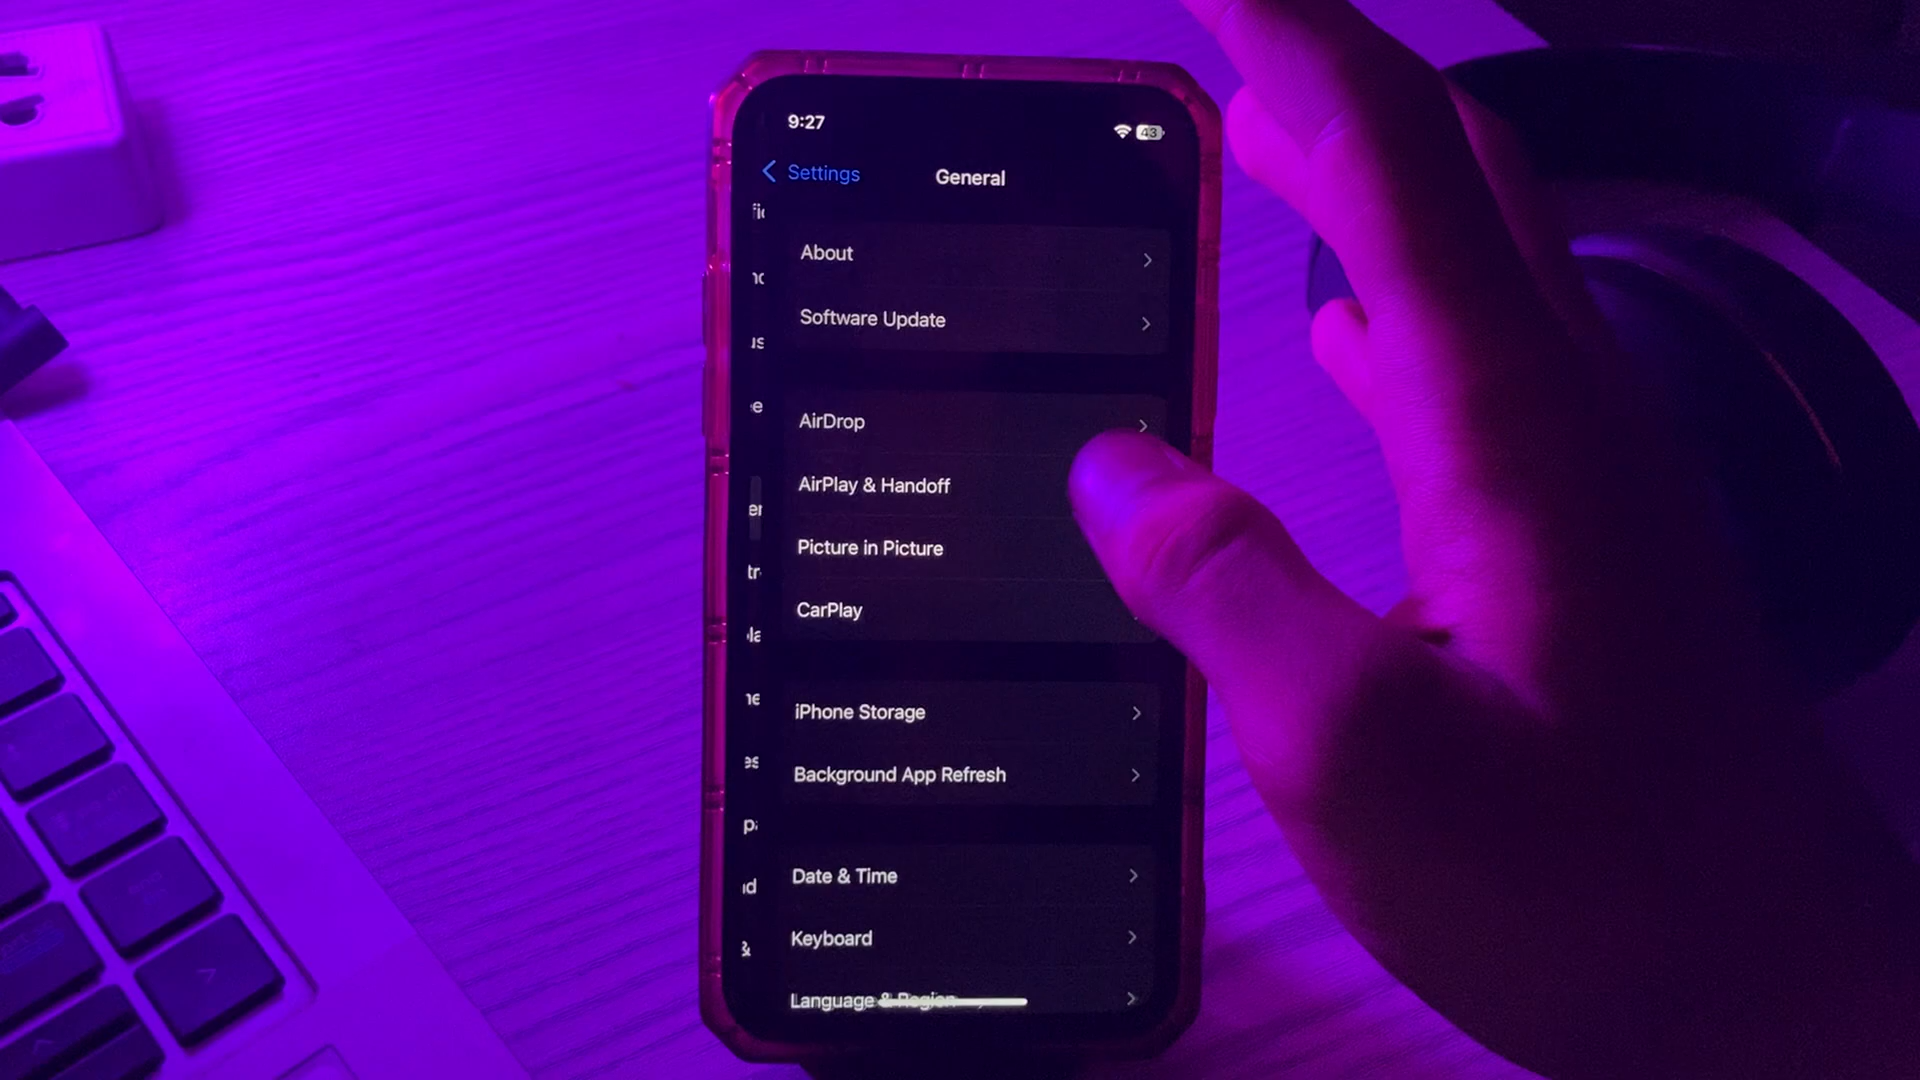 9:27
43
Settings
General
About
Software Update
AirDrop
AirPlay & Handoff
Picture in Picture
CarPlay
iPhone Storage
Background App Refresh
Date & Time
Keyboard
Language & Region